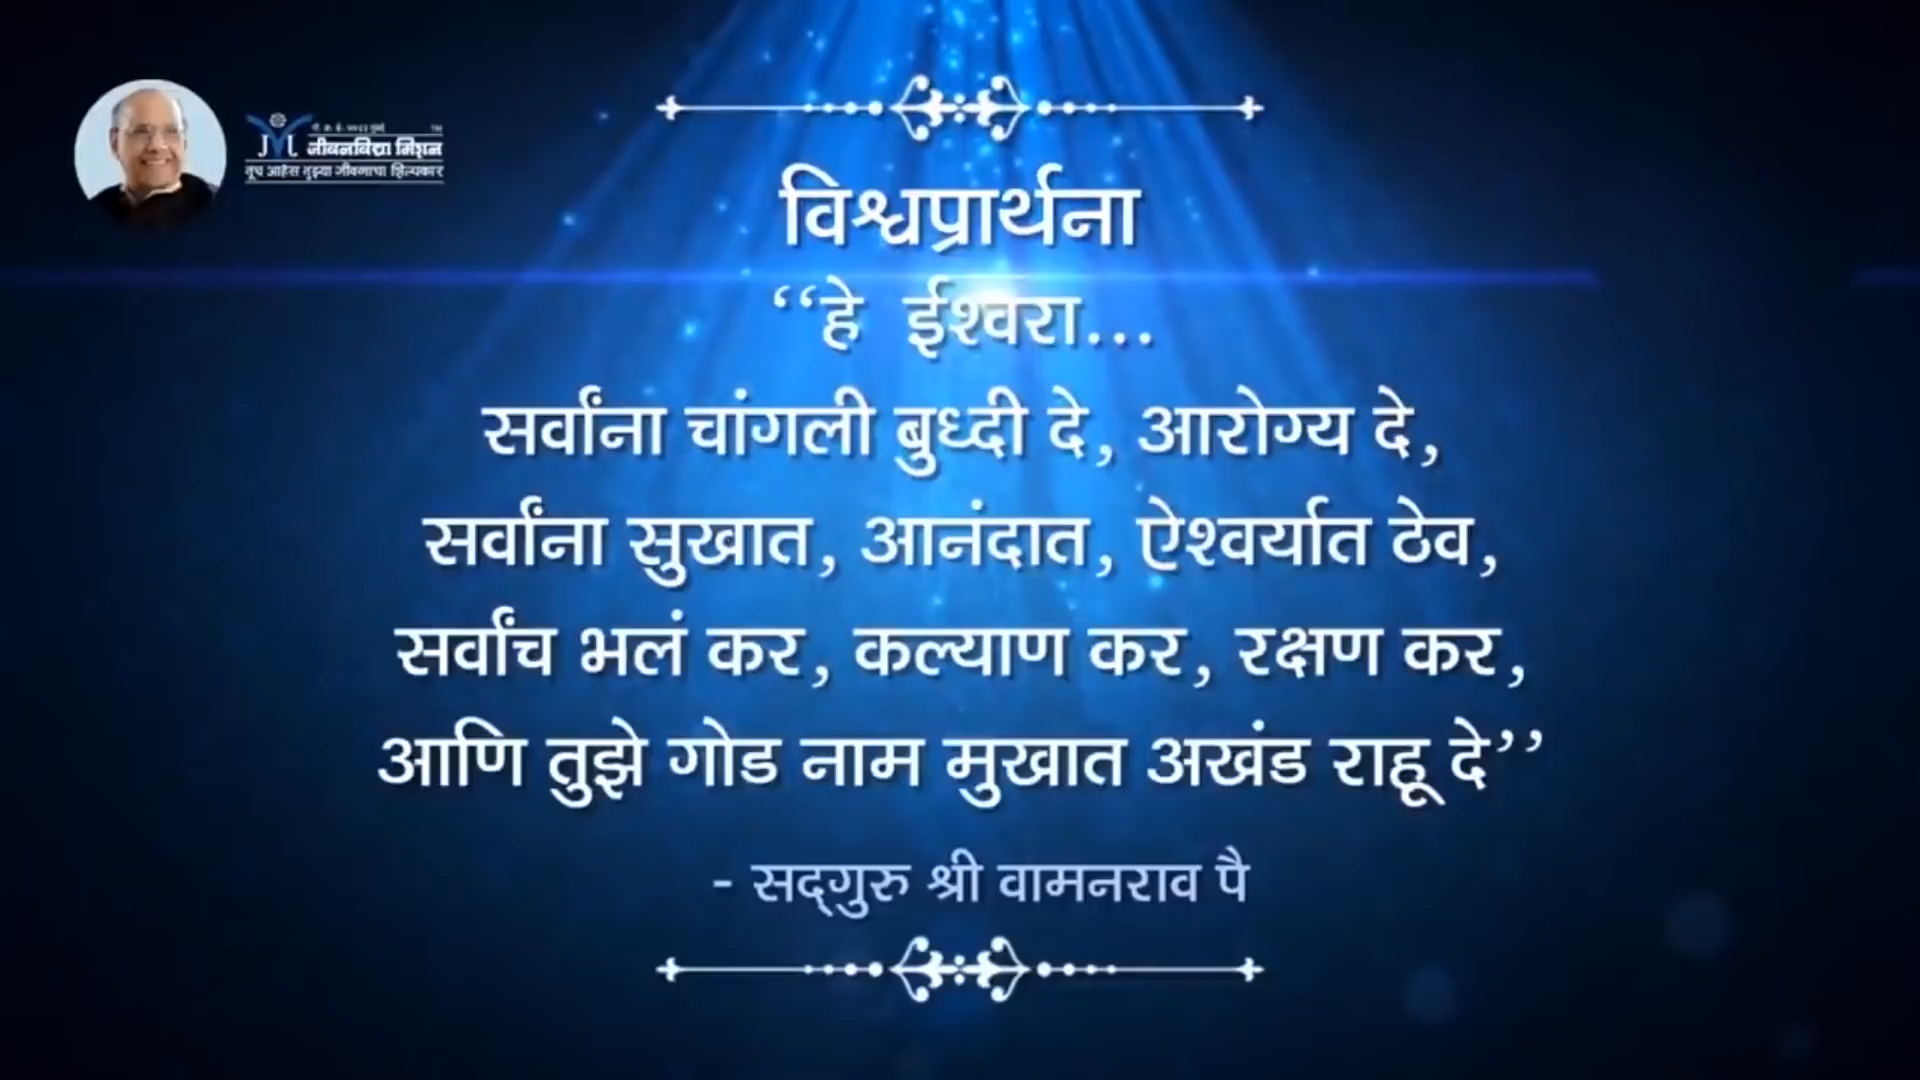 जीवनविद्या मिशन
तूच आहेस तुझ्या जीवनाचा शिल्पकार
विश्वप्रार्थना
‘‘हे ईश्वरा...
सर्वांना चांगली बुध्दी दे, आरोग्य दे,
सर्वांना सुखात, आनंदात, ऐश्वर्यात ठेव,
सर्वांच भलं कर, कल्याण कर, रक्षण कर,
आणि तुझे गोड नाम मुखात अखंड राहू दे’’
- सद्‌गुरु श्री वामनराव पै